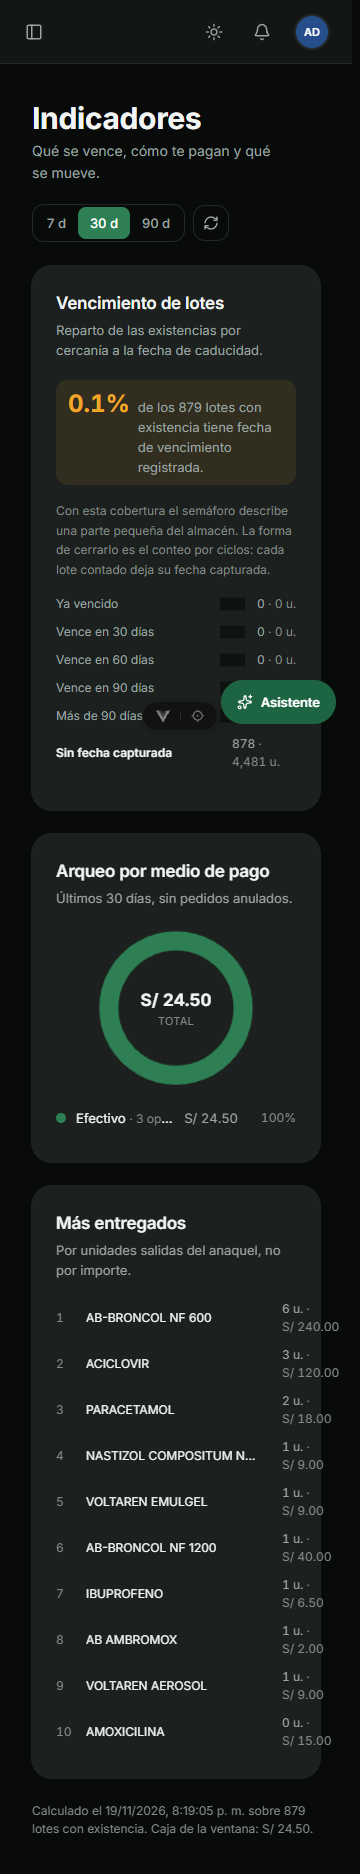 AD
Indicadores
Qué se vence, cómo te pagan y qué
se mueve.
7 d 30 d 90 d
Vencimiento de lotes
Reparto de las existencias por
cercanía a la fecha de caducidad.
0.1% de los 879 lotes con
existencia tiene fecha
de vencimiento
registrada.
Con esta cobertura el semáforo describe
una parte pequeña del almacén. La forma
de cerrarlo es el conteo por ciclos: cada
lote contado deja su fecha capturada.
Ya vencido 0 · 0 u.
Vence en 30 días 0 · 0 u.
Vence en 60 días 0 · 0 u.
Vence en 90 días
Asistente
Más de 90 días
Sin fecha capturada 878 ·
4,481 u.
Arqueo por medio de pago
Últimos 30 días, sin pedidos anulados.
S/ 24.50
TOTAL
Efectivo · 3 op... S/ 24.50 100%
Más entregados
Por unidades salidas del anaquel, no
por importe.
1 AB-BRONCOL NF 600 6 u. ·
S/ 240.00
2 ACICLOVIR 3 u. ·
S/ 120.00
3 PARACETAMOL 2 u. ·
S/ 18.00
4 NASTIZOL COMPOSITUM N... 1 u. ·
S/ 9.00
5 VOLTAREN EMULGEL 1 u. ·
S/ 9.00
6 AB-BRONCOL NF 1200 1 u. ·
S/ 40.00
7 IBUPROFENO 1 u. ·
S/ 6.50
8 AB AMBROMOX 1 u. ·
S/ 2.00
9 VOLTAREN AEROSOL 1 u. ·
S/ 9.00
10 AMOXICILINA 0 u. ·
S/ 15.00
Calculado el 19/11/2026, 8:19:05 p. m. sobre 879
lotes con existencia. Caja de la ventana: S/ 24.50.